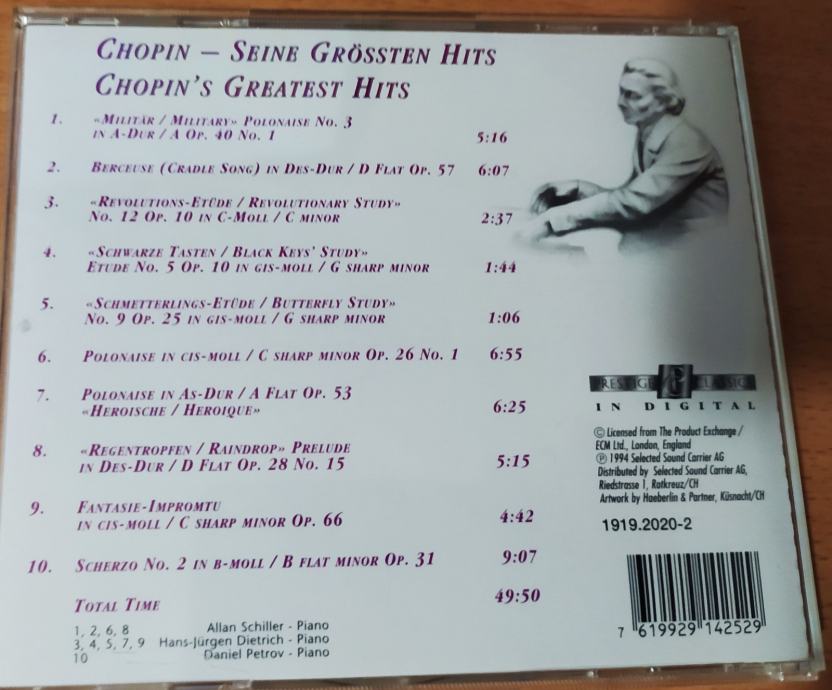 CHOPIN – SEINE GRÖSSTEN HITS
CHOPIN'S GREATEST HITS
1. «MILITÄR / MILITARY» POLONAISE NO. 3
IN A-DUR / A OP. 40 NO. 1 5:16
2. BERCEUSE (CRADLE SONG) IN DES-DUR / D FLAT OP. 57 6:07
3. «REVOLUTIONS-ETÜDE / REVOLUTIONARY STUDY»
NO. 12 OP. 10 IN C-MOLL / C MINOR 2:37
4. «SCHWARZE TASTEN / BLACK KEYS' STUDY»
ETUDE NO. 5 OP. 10 IN GIS-MOLL / G SHARP MINOR 1:44
5. «SCHMETTERLINGS-ETÜDE / BUTTERFLY STUDY»
NO. 9 OP. 25 IN GIS-MOLL / G SHARP MINOR 1:06
6. POLONAISE IN CIS-MOLL / C SHARP MINOR OP. 26 NO. 1 6:55
7. POLONAISE IN AS-DUR / A FLAT OP. 53
«HEROISCHE / HEROIQUE» 6:25
8. «REGENTROPFEN / RAINDROP» PRELUDE
IN DES-DUR / D FLAT OP. 28 NO. 15 5:15
9. FANTASIE-IMPROMTU
IN CIS-MOLL / C SHARP MINOR OP. 66 4:42
10. SCHERZO NO. 2 IN B-MOLL / B FLAT MINOR OP. 31 9:07
TOTAL TIME 49:50
1, 2, 6, 8 Allan Schiller - Piano
3, 4, 5, 7, 9 Hans-Jürgen Dietrich - Piano
10 Daniel Petrov - Piano
PRESTIGE PC CLASSICS
IN DIGITAL
© Licensed from The Product Exchange /
ECM Ltd., London, England
℗ 1994 Selected Sound Carrier AG
Distributed by Selected Sound Carrier AG,
Riedstrasse 1, Rotkreuz/CH
Artwork by Haeberlin & Partner, Küsnacht/CH
1919.2020-2
7 619929 142529